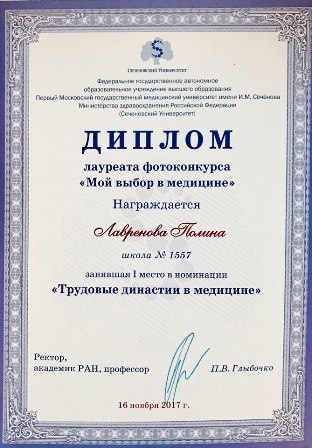 Сеченовский Университет
Федеральное государственное автономное
образовательное учреждение высшего образования
Первый Московский государственный медицинский университет имени И.М. Сеченова
Министерства здравоохранения Российской Федерации
(Сеченовский Университет)
ДИПЛОМ
лауреата фотоконкурса
«Мой выбор в медицине»
Награждается
Лавренова Полина
школа № 1557
занявшая I место в номинации
«Трудовые династии в медицине»
Ректор,
академик РАН, профессор П.В. Глыбочко
16 ноября 2017 г.